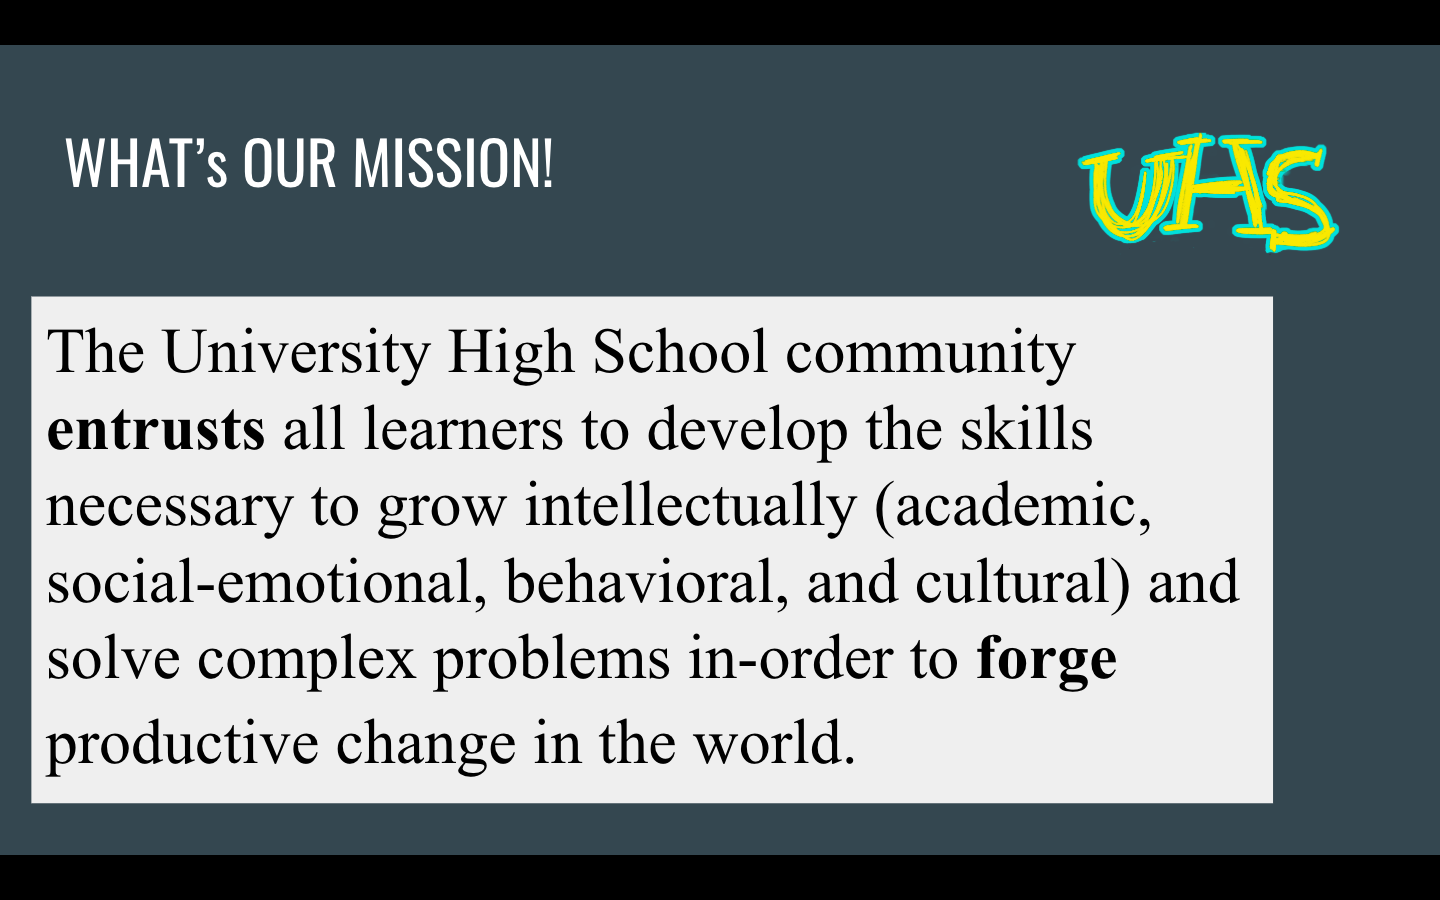 WHAT’s OUR MISSION!
UHS
The University High School community
entrusts all learners to develop the skills
necessary to grow intellectually (academic,
social-emotional, behavioral, and cultural) and
solve complex problems in-order to forge
productive change in the world.